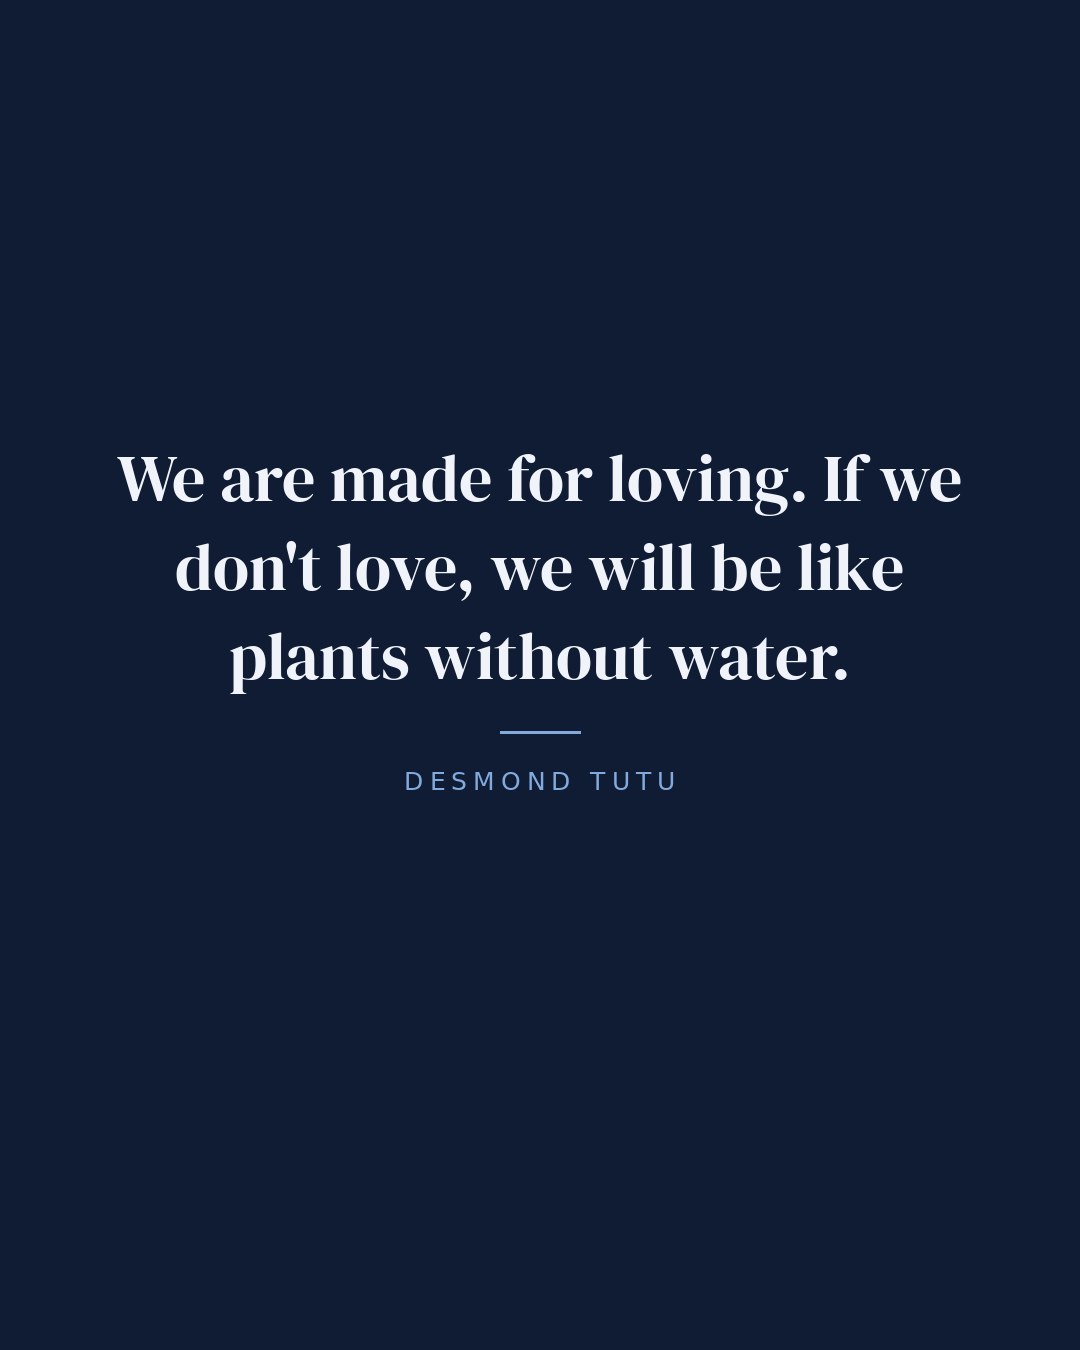 We are made for loving. If we
don't love, we will be like
plants without water.
DESMOND TUTU